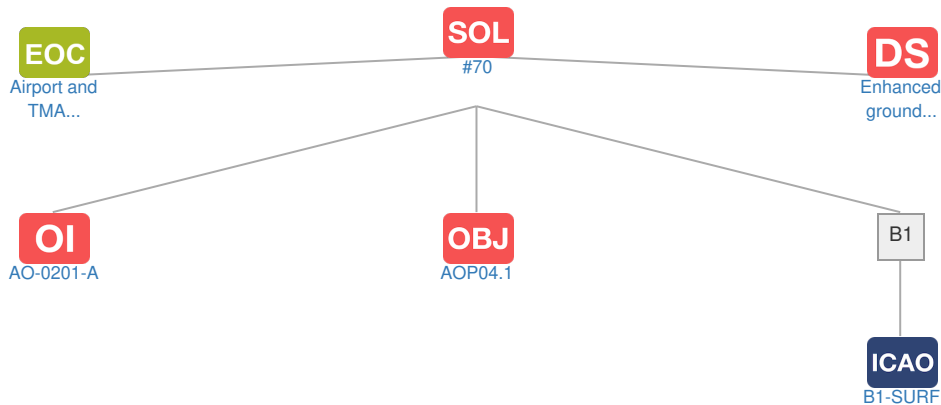 SOL
#70
EOC
Airport and
TMA...
DS
Enhanced
ground...
OI
AO-0201-A
OBJ
AOP04.1
B1
ICAO
B1-SURF